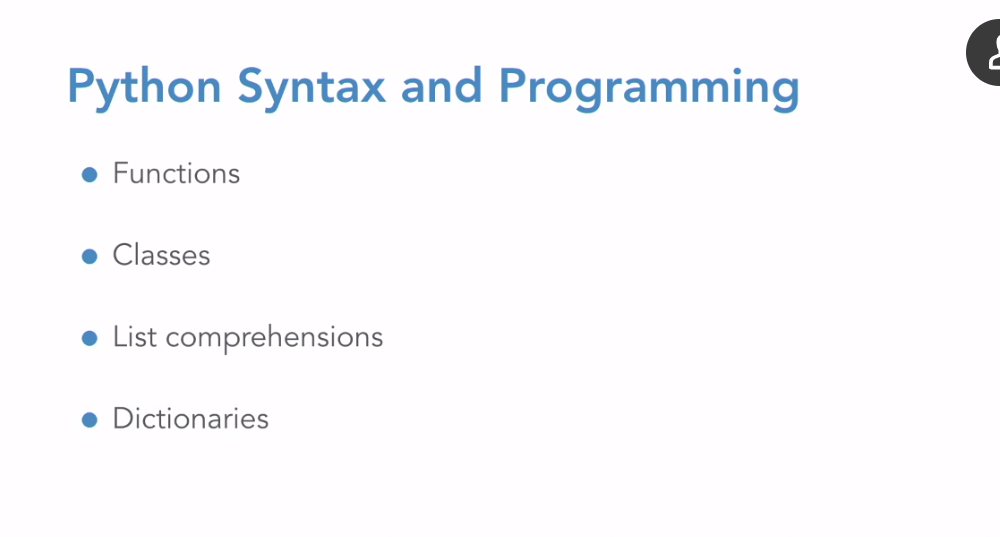 Python Syntax and Programming
Functions
Classes
List comprehensions
Dictionaries